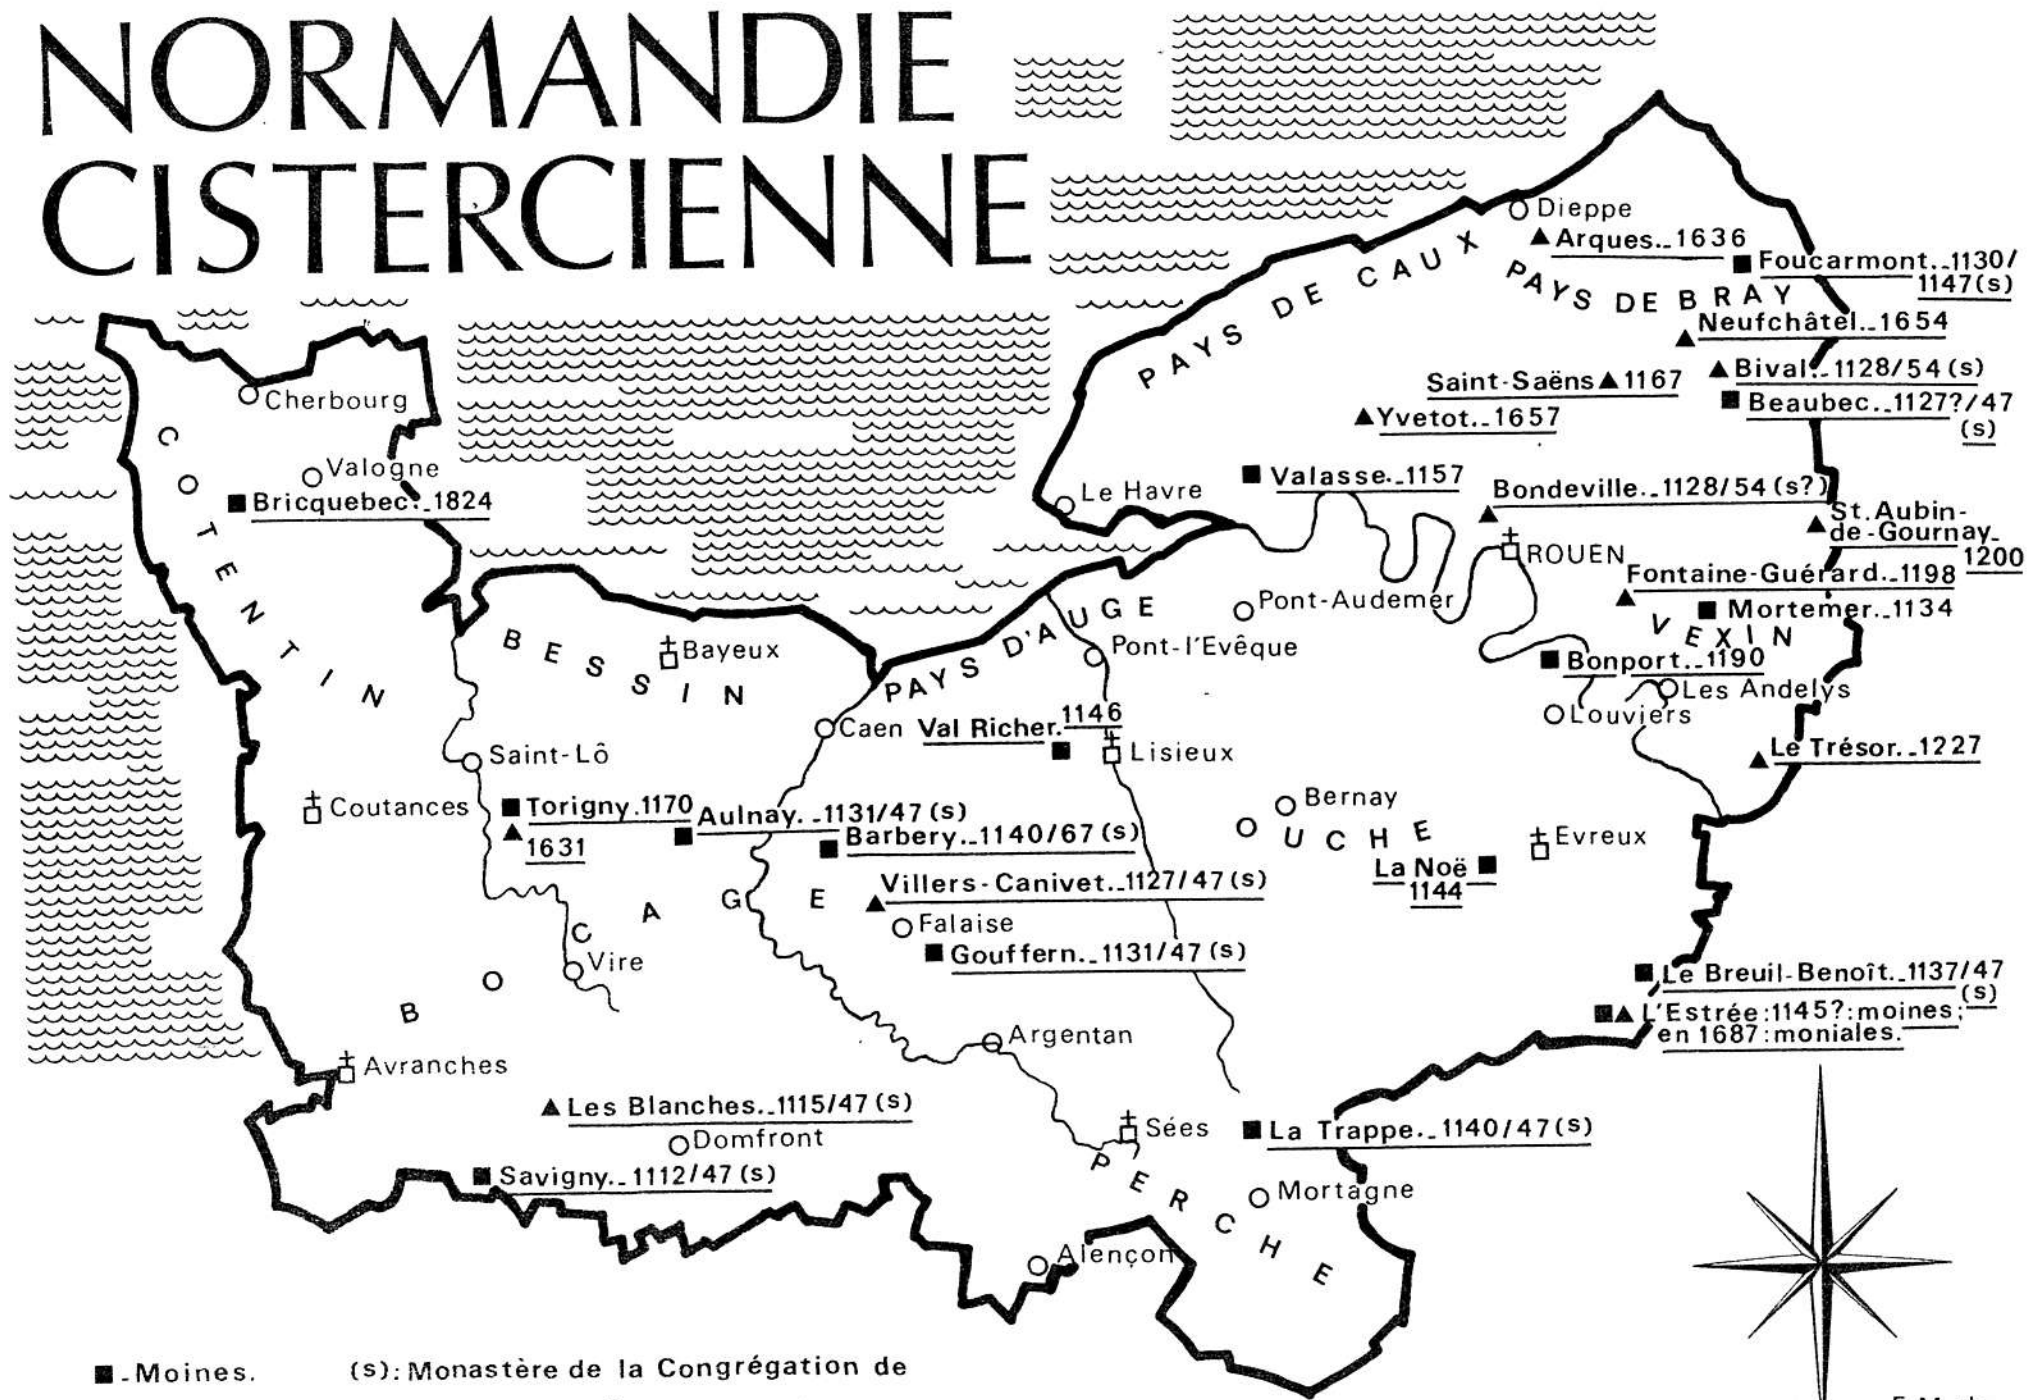 NORMANDIE
CISTERCIENNE
Dieppe
Arques._1636
Foucarmont._1130/
1147(s)
PAYS DE CAUX
PAYS DE BRAY
Neufchâtel._1654
Bival._1128/54 (s)
Saint-Saëns 1167
Beaubec._1127?/47
(s)
Yvetot._1657
Cherbourg
COTENTIN
Valogne
Bricquebec._1824
Le Havre
Valasse._1157
Bondeville._1128/54 (s?)
St.Aubin-
de-Gournay_
1200
ROUEN
Fontaine-Guérard._1198
Mortemer._1134
VEXIN
Pont-Audemer
PAYS D'AUGE
Pont-l'Evêque
BESSIN
Bayeux
Bonport._1190
Les Andelys
Louviers
Caen
Val Richer.1146
Lisieux
Le Trésor._1227
Saint-Lô
Coutances
Torigny.1170
1631
Aulnay._1131/47 (s)
Barbery._1140/67 (s)
Bernay
OUCHE
Evreux
La Noë
1144
Villers-Canivet._1127/47 (s)
Falaise
Gouffern._1131/47 (s)
BOCAGE
Vire
Le Breuil-Benoît._1137/47
(s)
L'Estrée:1145?:moines;
en 1687:moniales.
Argentan
Avranches
Les Blanches._1115/47 (s)
Domfront
Sées
La Trappe._1140/47(s)
Savigny._1112/47 (s)
PERCHE
Mortagne
Alençon
-Moines.
(s): Monastère de la Congrégation de